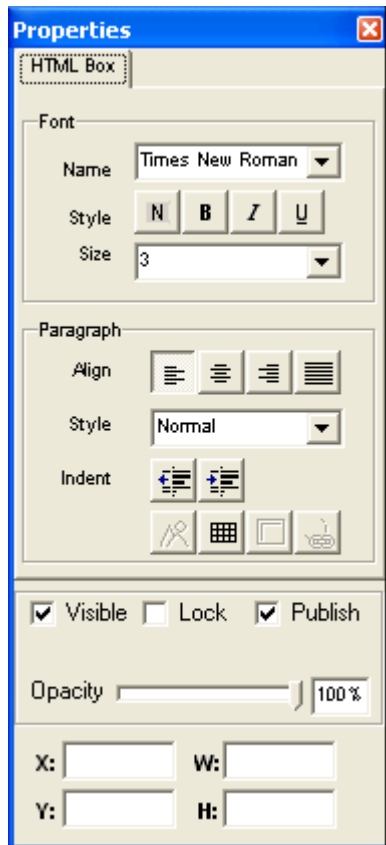 Properties
HTML Box
Font
Name Times New Roman
Style N B I U
Size 3
Paragraph
Align
Style Normal
Indent
Visible Lock Publish
Opacity 100%
X: W:
Y: H: